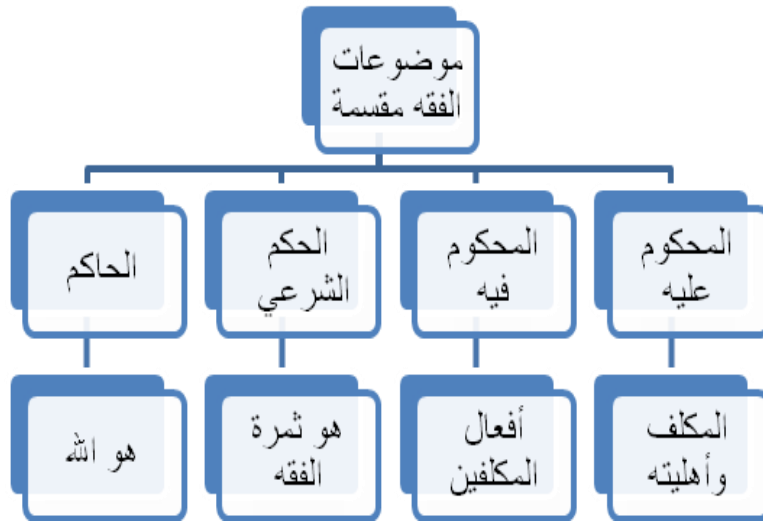 موضوعات
الفقه مقسمة
المحكوم
عليه
المحكوم
فيه
الحكم
الشرعي
الحاكم
المكلف
وأهليته
أفعال
المكلفين
هو ثمرة
الفقه
هو الله